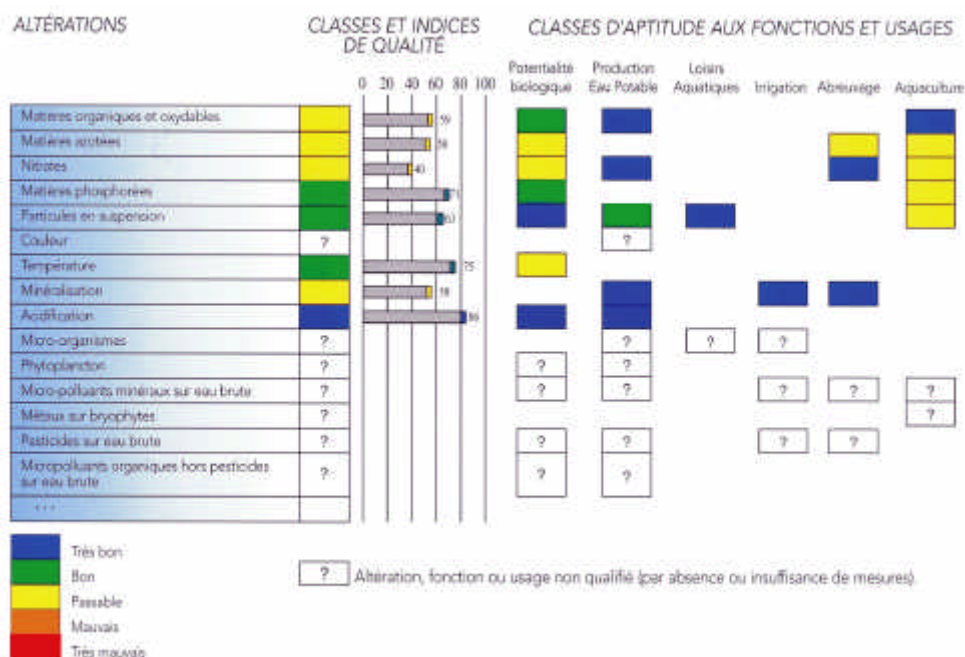 ALTÉRATIONS
CLASSES ET INDICES
DE QUALITÉ
CLASSES D'APTITUDE AUX FONCTIONS ET USAGES
Potentialité
biologique
Production
Eau Potable
Loisirs
Aquatiques
Irrigation
Abreuvage
Aquaculture
0 20 40 60 80 100
Matières organiques et oxydables 59
Matières azotées
Nitrates 40
Matières phosphorées 71
Particules en suspension
Couleur ? ?
Température 75
Minéralisation
Acidification
Micro-organismes ? ? ? ?
Phytoplancton ? ? ?
Micro-polluants minéraux sur eau brute ? ? ? ? ? ?
Métaux sur bryophytes ? ?
Pesticides sur eau brute ? ? ? ? ?
Micropolluants organiques hors pesticides
sur eau brute ? ? ?
...
Très bon
Bon
Passable
Mauvais
Très mauvais
? Altération, fonction ou usage non qualifié (par absence ou insuffisance de mesures).